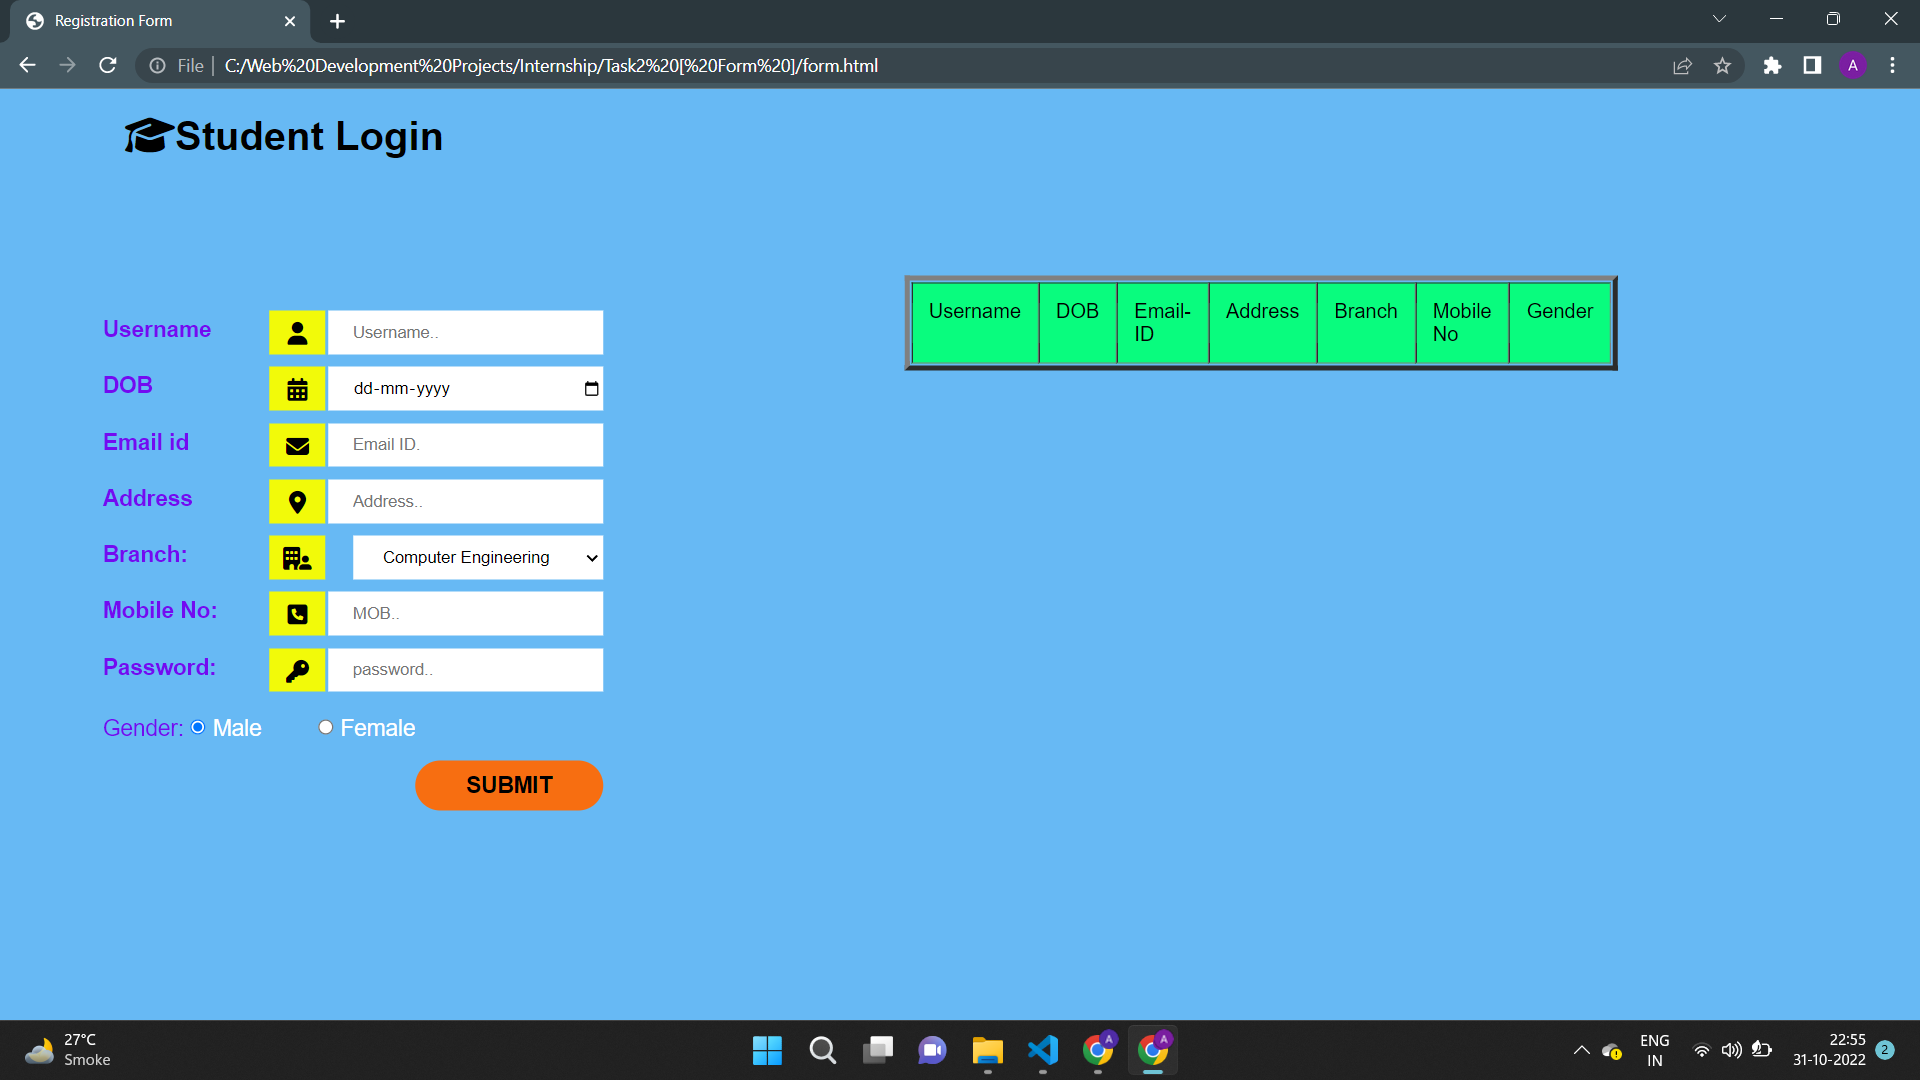 Registration Form
File | C:/Web%20Development%20Projects/Internship/Task2%20[%20Form%20]/form.html
A
Student Login
Username
Username..
DOB
dd-mm-yyyy
Email id
Email ID.
Address
Address..
Branch:
Computer Engineering
Mobile No:
MOB..
Password:
password..
Gender: Male Female
SUBMIT
Username DOB Email-ID Address Branch Mobile No Gender
27°C
Smoke
A
A
ENG
IN
22:55
31-10-2022
2